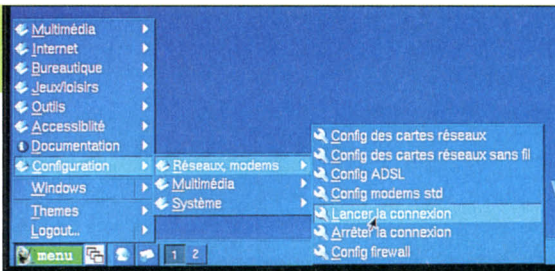 Multimédia
Internet
Bureautique
Jeux/loisirs
Outils
Accessiblité
Documentation
Configuration
Windows
Themes
Logout...
menu
1 2
Réseaux, modems
Multimédia
Système
Config des cartes réseaux
Config des cartes réseaux sans fil
Config ADSL
Config modems std
Lancer la connexion
Arrêter la connexion
Config firewall